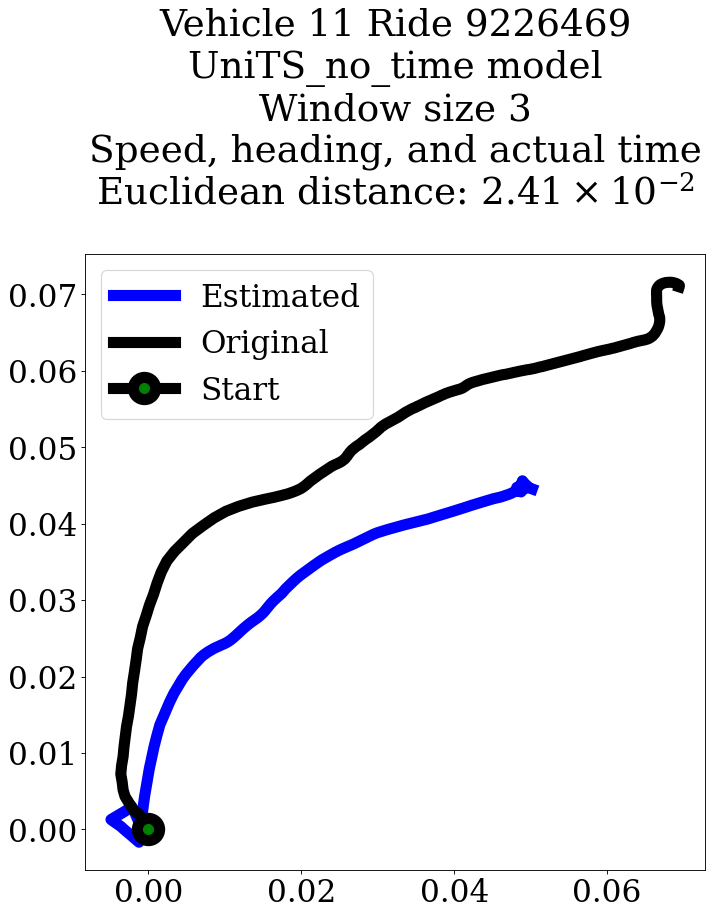 Vehicle 11 Ride 9226469
UniTS_no_time model
Window size 3
Speed, heading, and actual time
Euclidean distance: 2.41 × 10⁻²
Estimated
Original
Start
0.07
0.06
0.05
0.04
0.03
0.02
0.01
0.00
0.00 0.02 0.04 0.06